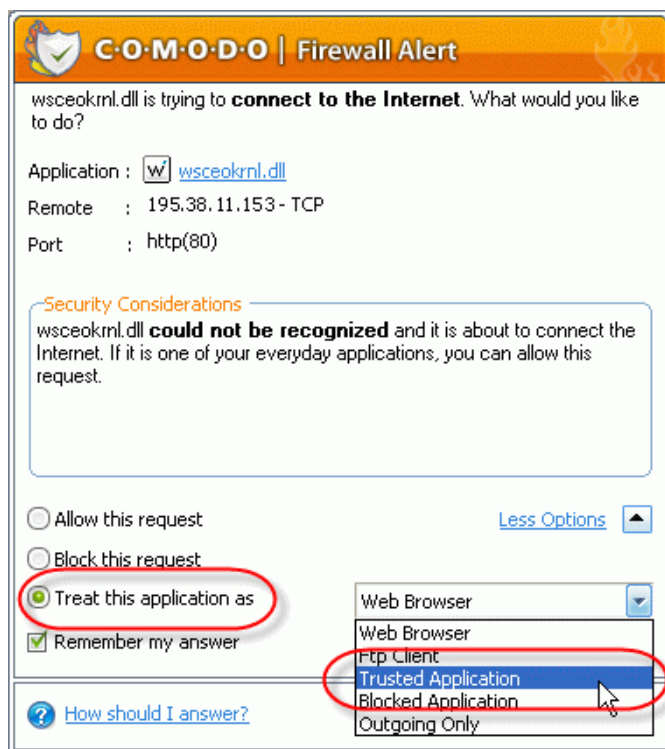 C·O·M·O·D·O | Firewall Alert
wsceokrnl.dll is trying to connect to the Internet. What would you like
to do?
Application : W wsceokrnl.dll
Remote : 195.38.11.153 - TCP
Port : http(80)
Security Considerations
wsceokrnl.dll could not be recognized and it is about to connect the
Internet. If it is one of your everyday applications, you can allow this
request.
Allow this request
Less Options
Block this request
Treat this application as
Web Browser
Remember my answer
Web Browser
Ftp Client
Trusted Application
Blocked Application
Outgoing Only
How should I answer?